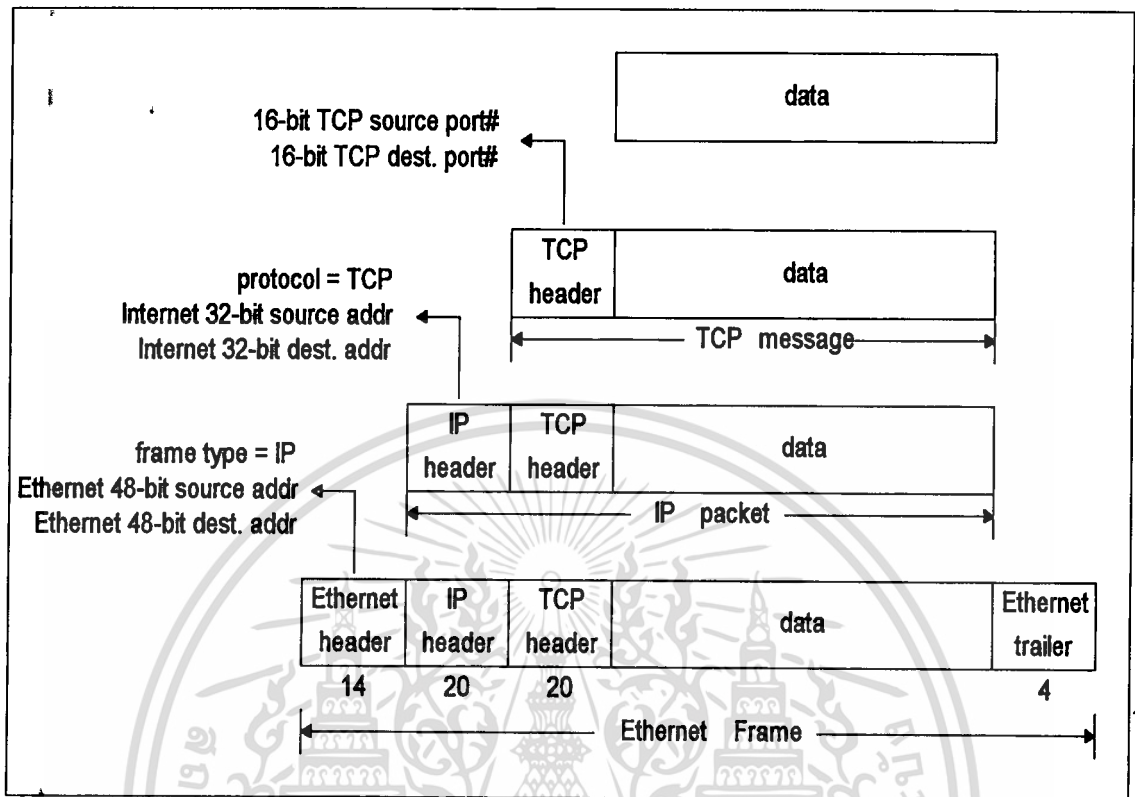 data
16-bit TCP source port#
16-bit TCP dest. port#
TCP
header
data
TCP message
protocol = TCP
Internet 32-bit source addr
Internet 32-bit dest. addr
IP
header
TCP
header
data
IP packet
frame type = IP
Ethernet 48-bit source addr
Ethernet 48-bit dest. addr
Ethernet
header
IP
header
TCP
header
data
Ethernet
trailer
14
20
20
4
Ethernet Frame